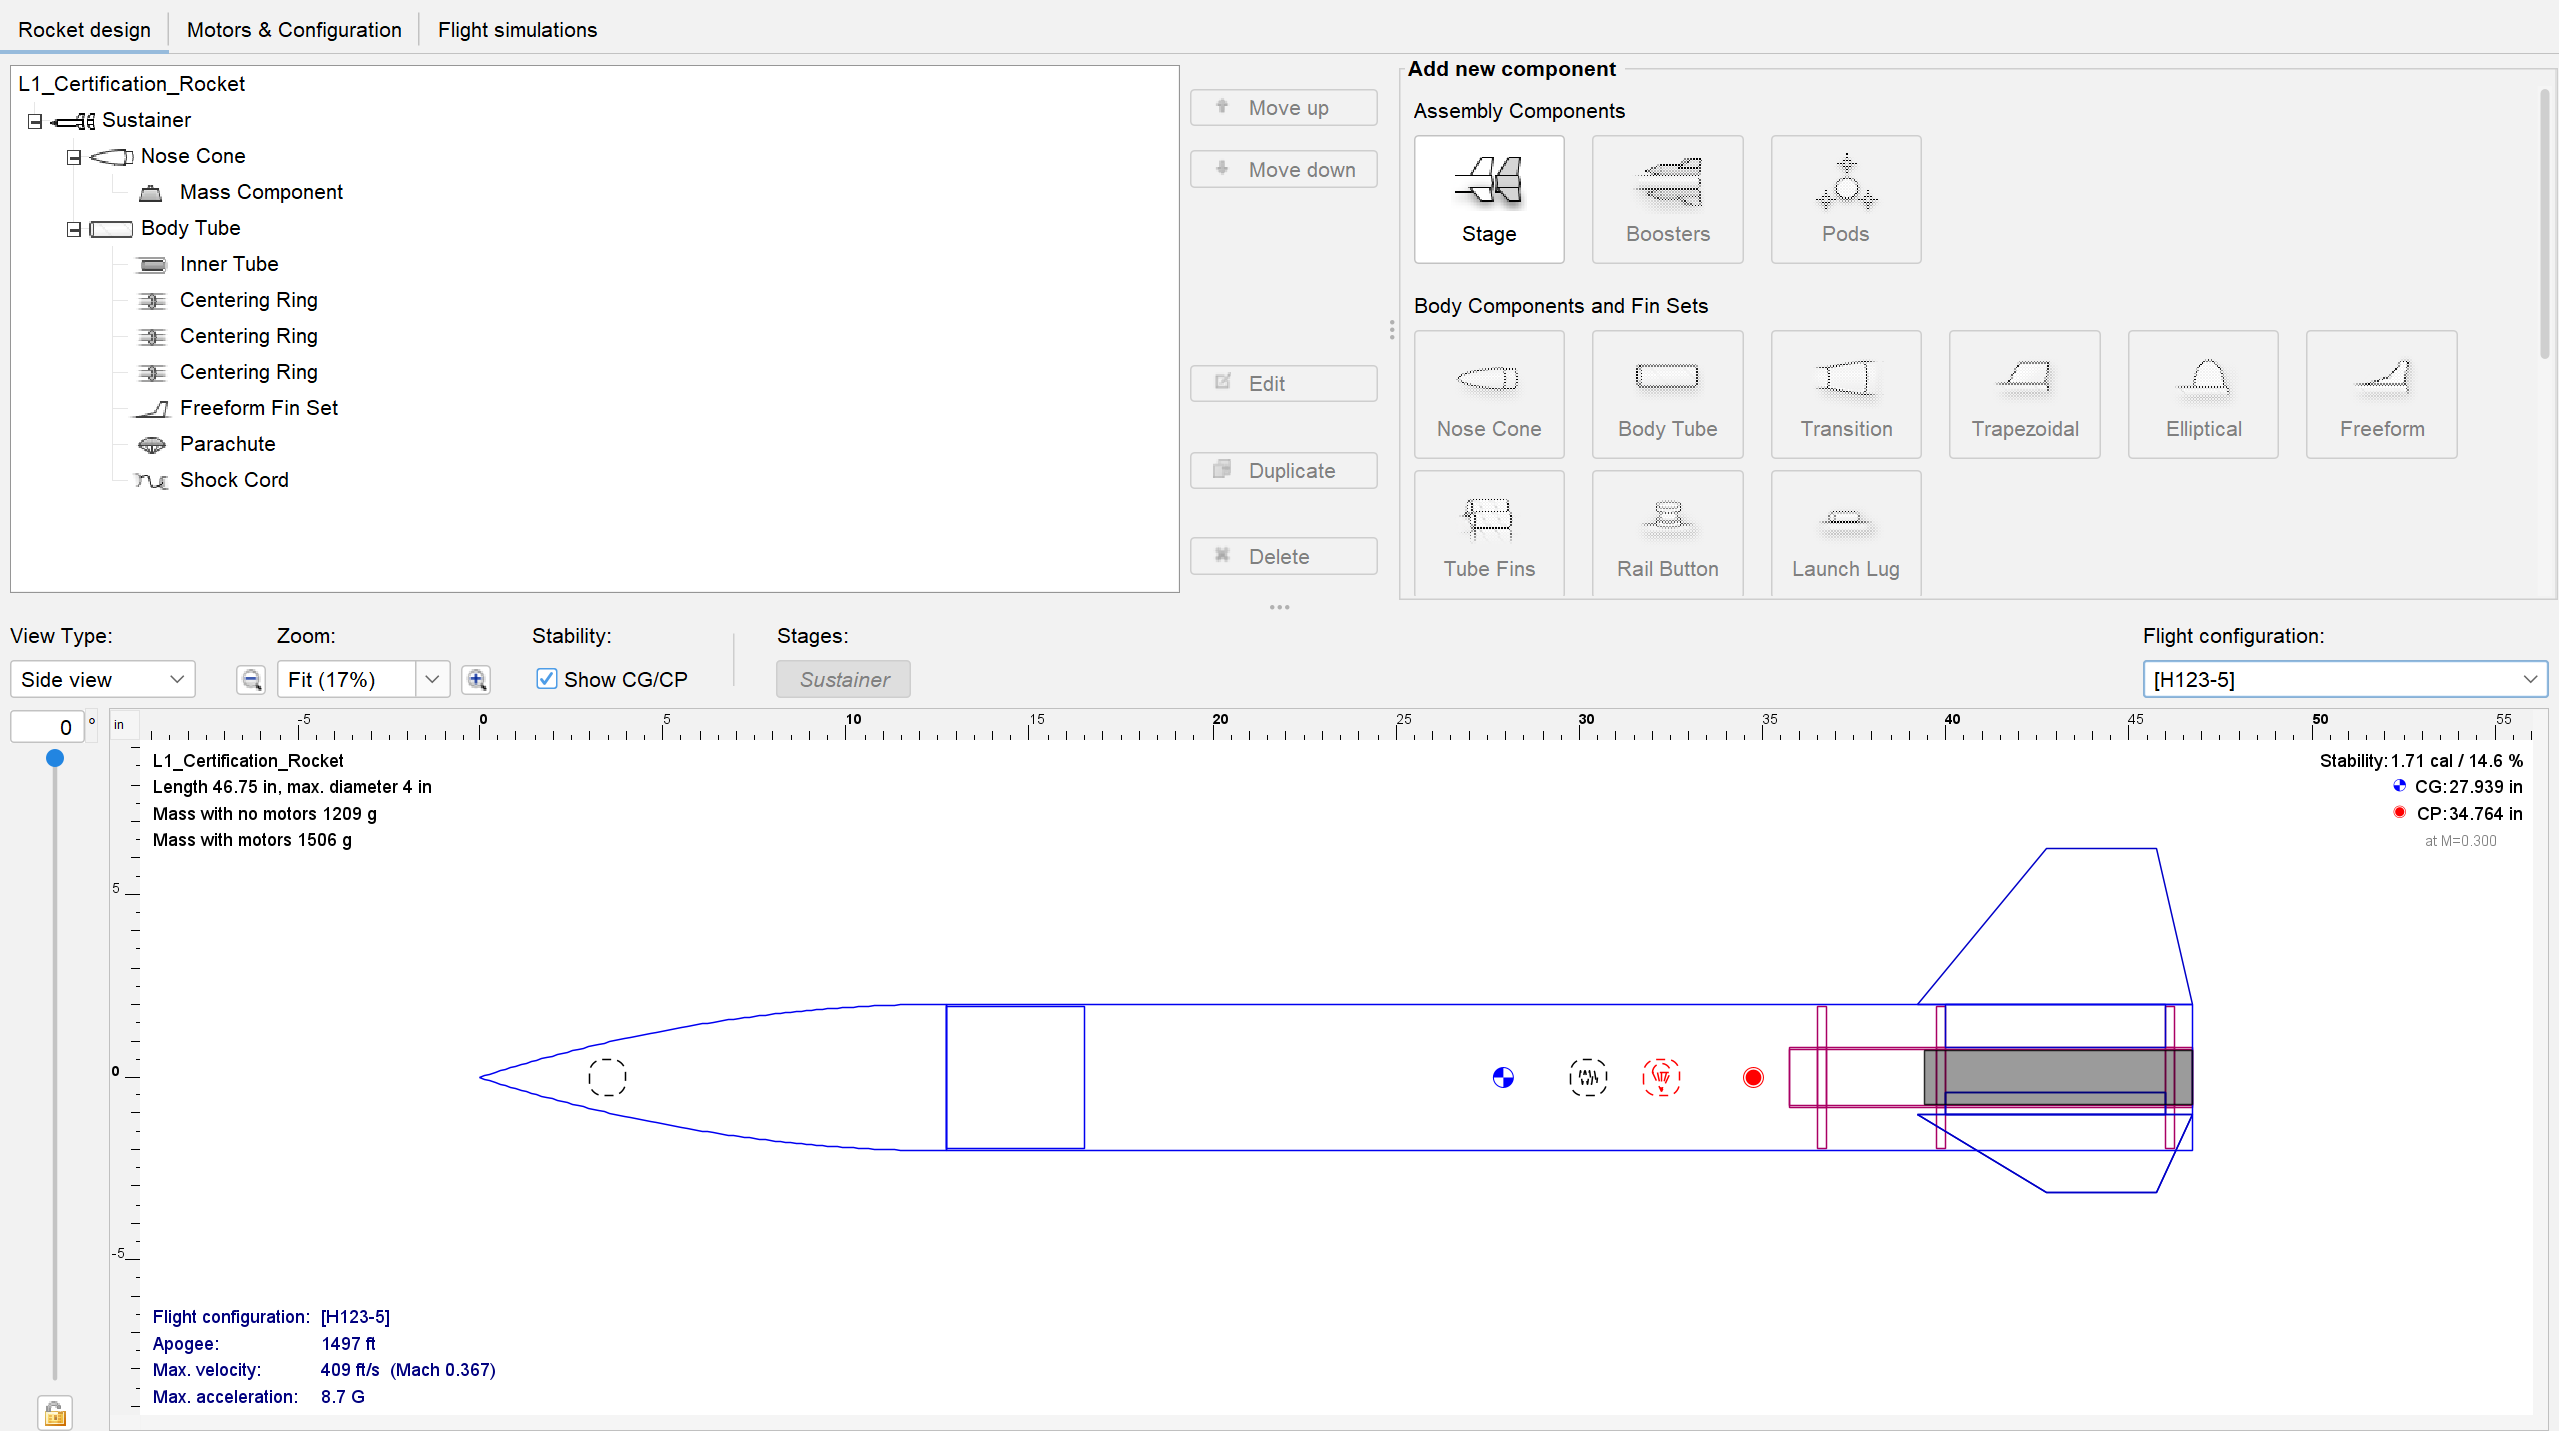 Rocket design
Motors & Configuration
Flight simulations
L1_Certification_Rocket
Sustainer
Nose Cone
Mass Component
Body Tube
Inner Tube
Centering Ring
Centering Ring
Centering Ring
Freeform Fin Set
Parachute
Shock Cord
Move up
Move down
Edit
Duplicate
Delete
Add new component
Assembly Components
Stage
Boosters
Pods
Body Components and Fin Sets
Nose Cone
Body Tube
Transition
Trapezoidal
Elliptical
Freeform
Tube Fins
Rail Button
Launch Lug
View Type:
Zoom:
Stability:
Stages:
Flight configuration:
Side view
Fit (17%)
Show CG/CP
Sustainer
[H123-5]
0 °
in
-5 0 5 10 15 20 25 30 35 40 45 50 55
L1_Certification_Rocket
Length 46.75 in, max. diameter 4 in
Mass with no motors 1209 g
Mass with motors 1506 g
Stability: 1.71 cal / 14.6 %
CG: 27.939 in
CP: 34.764 in
at M=0.300
5
0
-5
Flight configuration: [H123-5]
Apogee: 1497 ft
Max. velocity: 409 ft/s (Mach 0.367)
Max. acceleration: 8.7 G